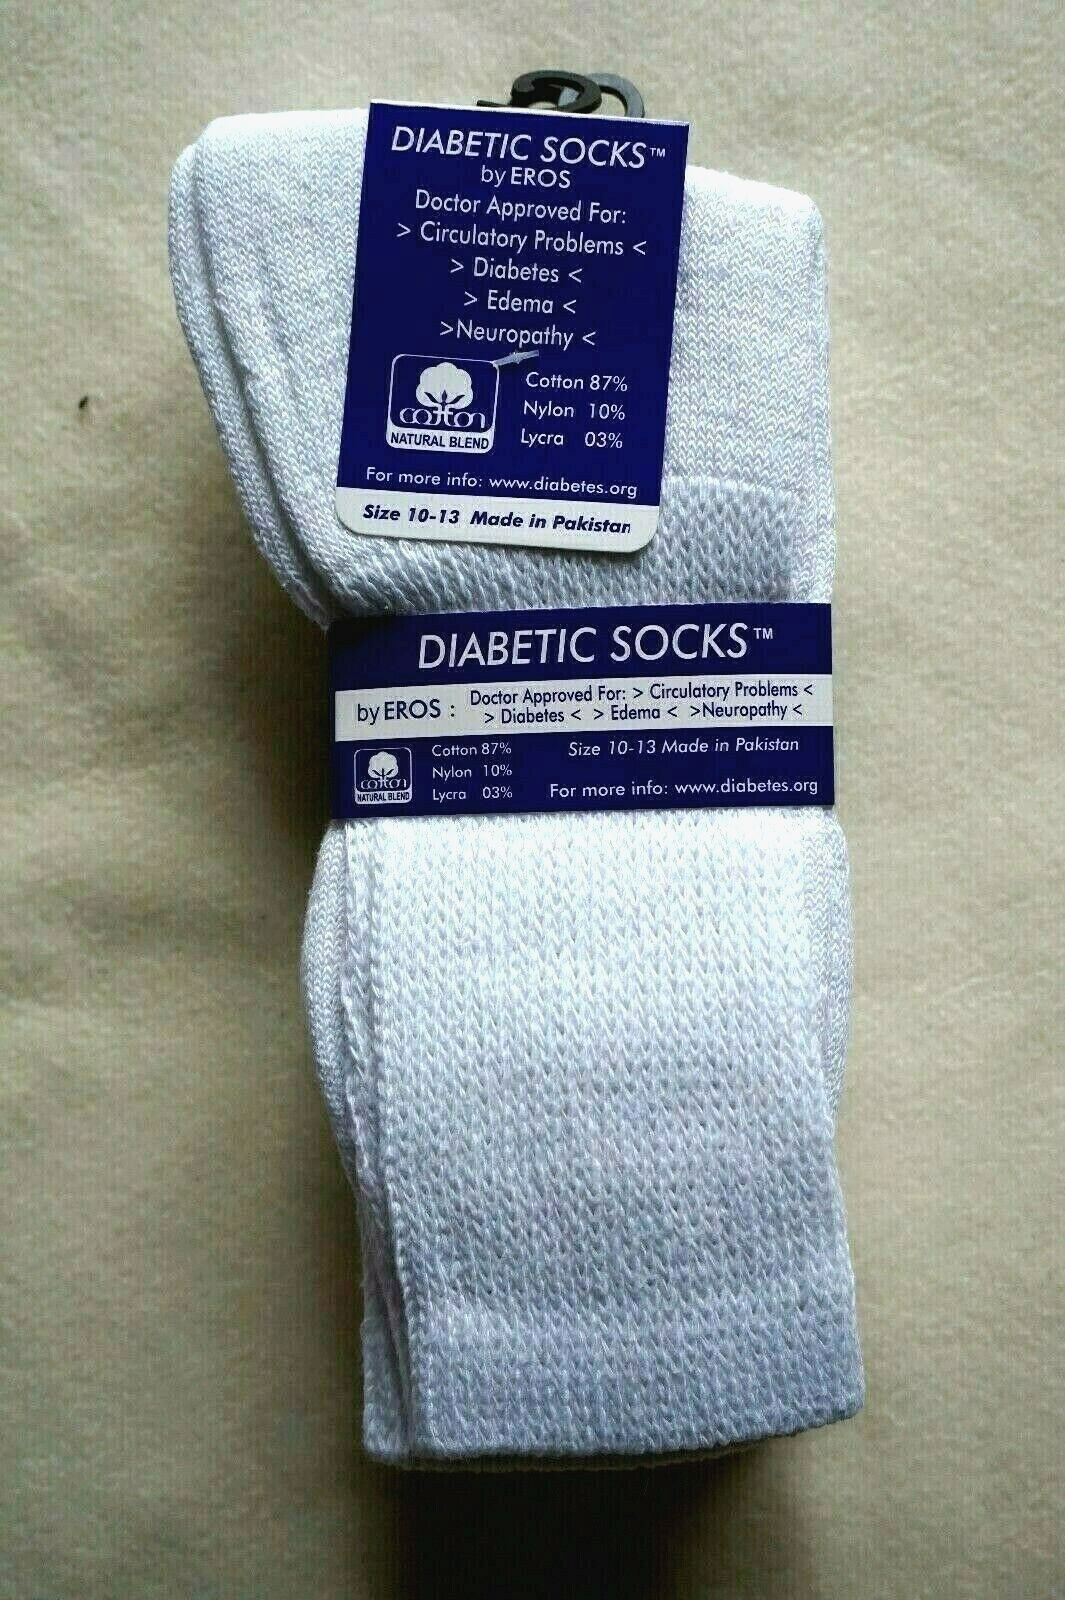 DIABETIC SOCKS™
by EROS
Doctor Approved For:
> Circulatory Problems <
> Diabetes <
> Edema <
>Neuropathy <
cotton
NATURAL BLEND
Cotton 87%
Nylon 10%
Lycra 03%
For more info: www.diabetes.org
Size 10-13 Made in Pakistan
DIABETIC SOCKS™
by EROS : Doctor Approved For: > Circulatory Problems <
> Diabetes < > Edema < >Neuropathy <
cotton
NATURAL BLEND
Cotton 87%
Nylon 10%
Lycra 03%
Size 10-13 Made in Pakistan
For more info: www.diabetes.org